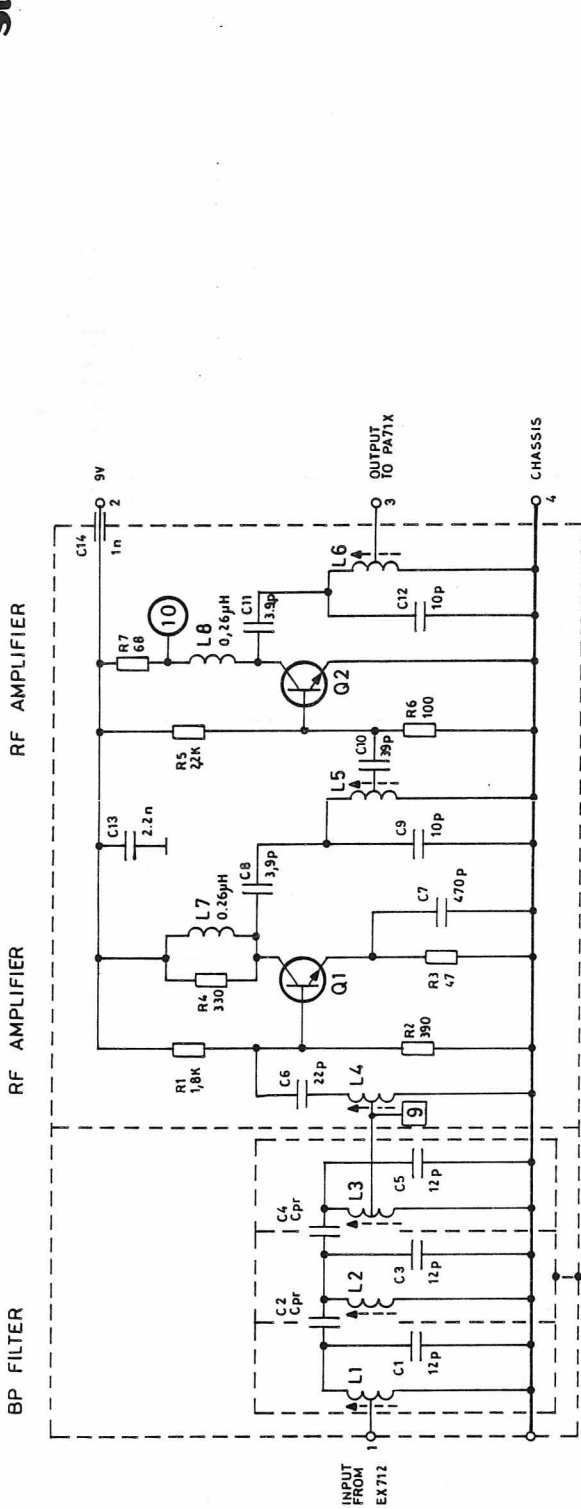 BP FILTER
RF AMPLIFIER
RF AMPLIFIER
INPUT
FROM
EX712
1
L1
C1
12p
C2
Cpr
L2
C3
12p
C4
Cpr
L3
C5
12p
9
L4
C6
22p
R1
1,8K
R2
390
R4
330
L7
0.26µH
Q1
R3
47
C7
470p
C8
3,9p
C13
2.2n
C9
10p
L5
C10
39p
R5
2,2K
R6
100
R7
68
10
L8
0,26µH
Q2
C11
3.9p
C12
10p
L6
C14
1n
9V
2
3
OUTPUT
TO PA71X
CHASSIS
4